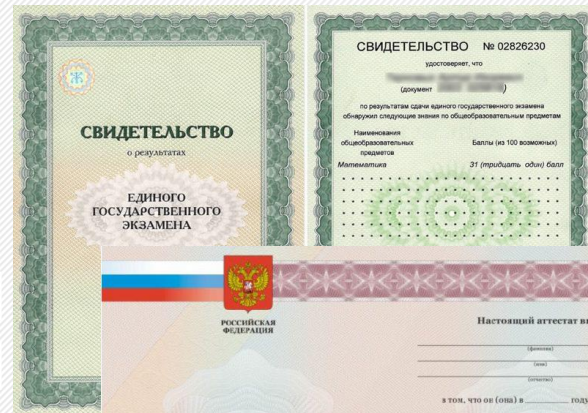 Ж
СВИДЕТЕЛЬСТВО
о результатах
ЕДИНОГО
ГОСУДАРСТВЕННОГО
ЭКЗАМЕНА
СВИДЕТЕЛЬСТВО № 02826230
удостоверяет, что
(документ )
по результатам сдачи единого государственного экзамена
обнаружил следующие знания по общеобразовательным предметам
Наименования
общеобразовательных
предметов
Баллы (из 100 возможных)
Математика 31 (тридцать один) балл
РОССИЙСКАЯ
ФЕДЕРАЦИЯ
Настоящий аттестат вы
(фамилия)
(имя)
(отчество)
в том, что он (она) в году